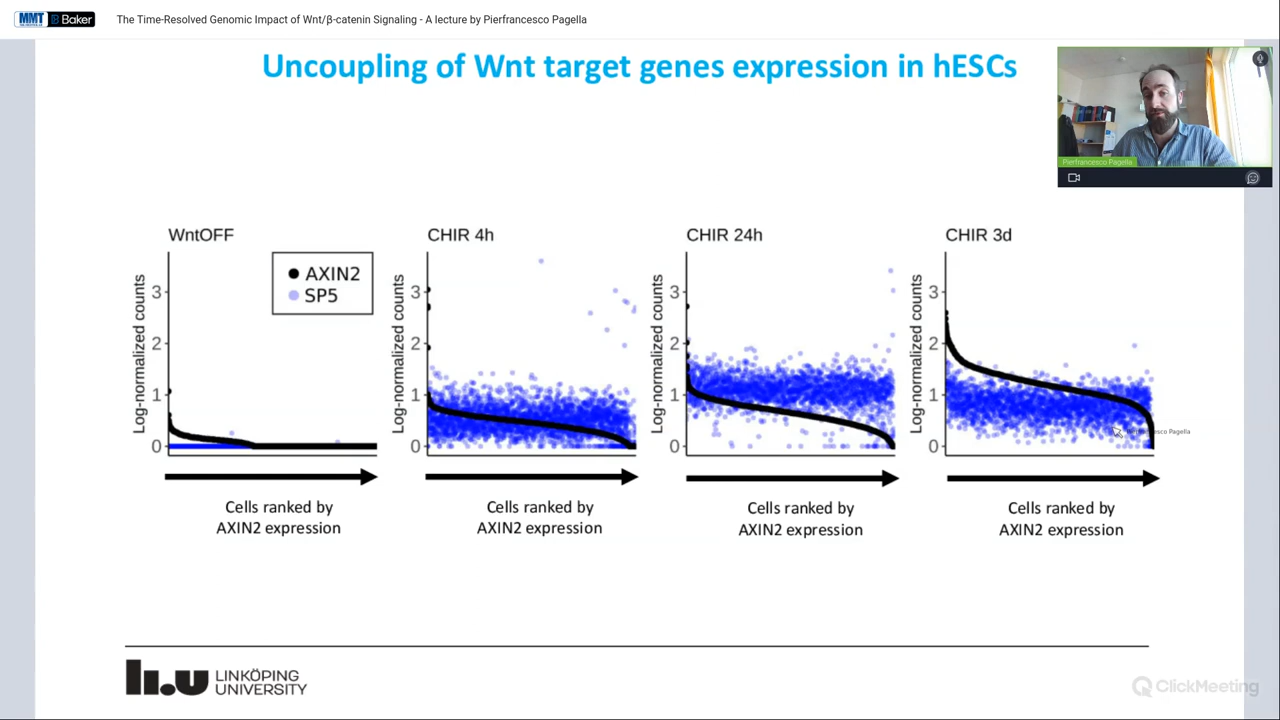 MMT Baker
The Time-Resolved Genomic Impact of Wnt/β-catenin Signaling - A lecture by Pierfrancesco Pagella
Uncoupling of Wnt target genes expression in hESCs
Pierfrancesco Pagella
WntOFF
CHIR 4h
CHIR 24h
CHIR 3d
AXIN2
SP5
Log-normalized counts
3
2
1
0
Log-normalized counts
3
2
1
0
Log-normalized counts
3
2
1
0
Log-normalized counts
3
2
1
0
Pagella
Cells ranked by
AXIN2 expression
Cells ranked by
AXIN2 expression
Cells ranked by
AXIN2 expression
Cells ranked by
AXIN2 expression
li.u LINKÖPING
UNIVERSITY
ClickMeeting